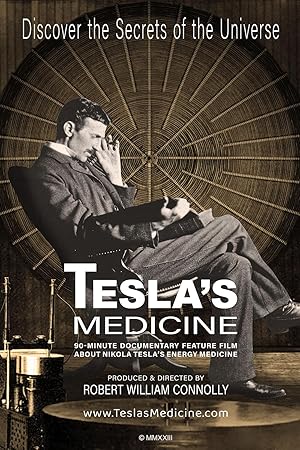 Discover the Secrets of the Universe
TESLA'S
MEDICINE
90-MINUTE DOCUMENTARY FEATURE FILM
ABOUT NIKOLA TESLA'S ENERGY MEDICINE
PRODUCED & DIRECTED BY
ROBERT WILLIAM CONNOLLY
www.TeslasMedicine.com
© MMXXIII